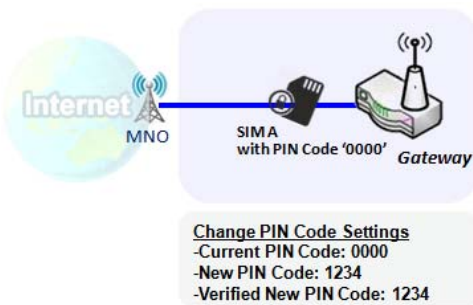 Internet
MNO
SIM A
with PIN Code ‘0000’
Gateway
Change PIN Code Settings
-Current PIN Code: 0000
-New PIN Code: 1234
-Verified New PIN Code: 1234